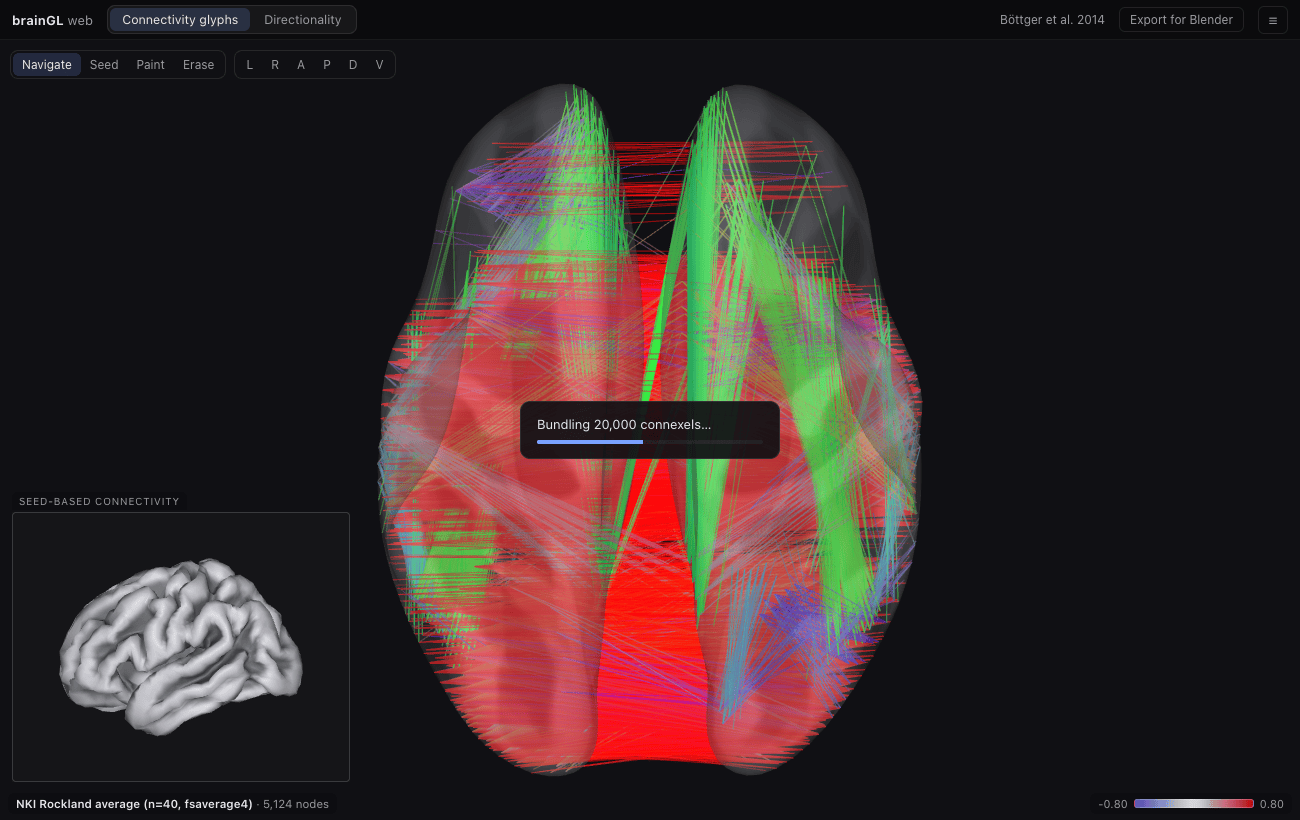 brainGL web Connectivity glyphs Directionality Böttger et al. 2014 Export for Blender
Navigate Seed Paint Erase L R A P D V
Bundling 20,000 connexels…
SEED-BASED CONNECTIVITY
NKI Rockland average (n=40, fsaverage4) · 5,124 nodes
-0.80 0.80